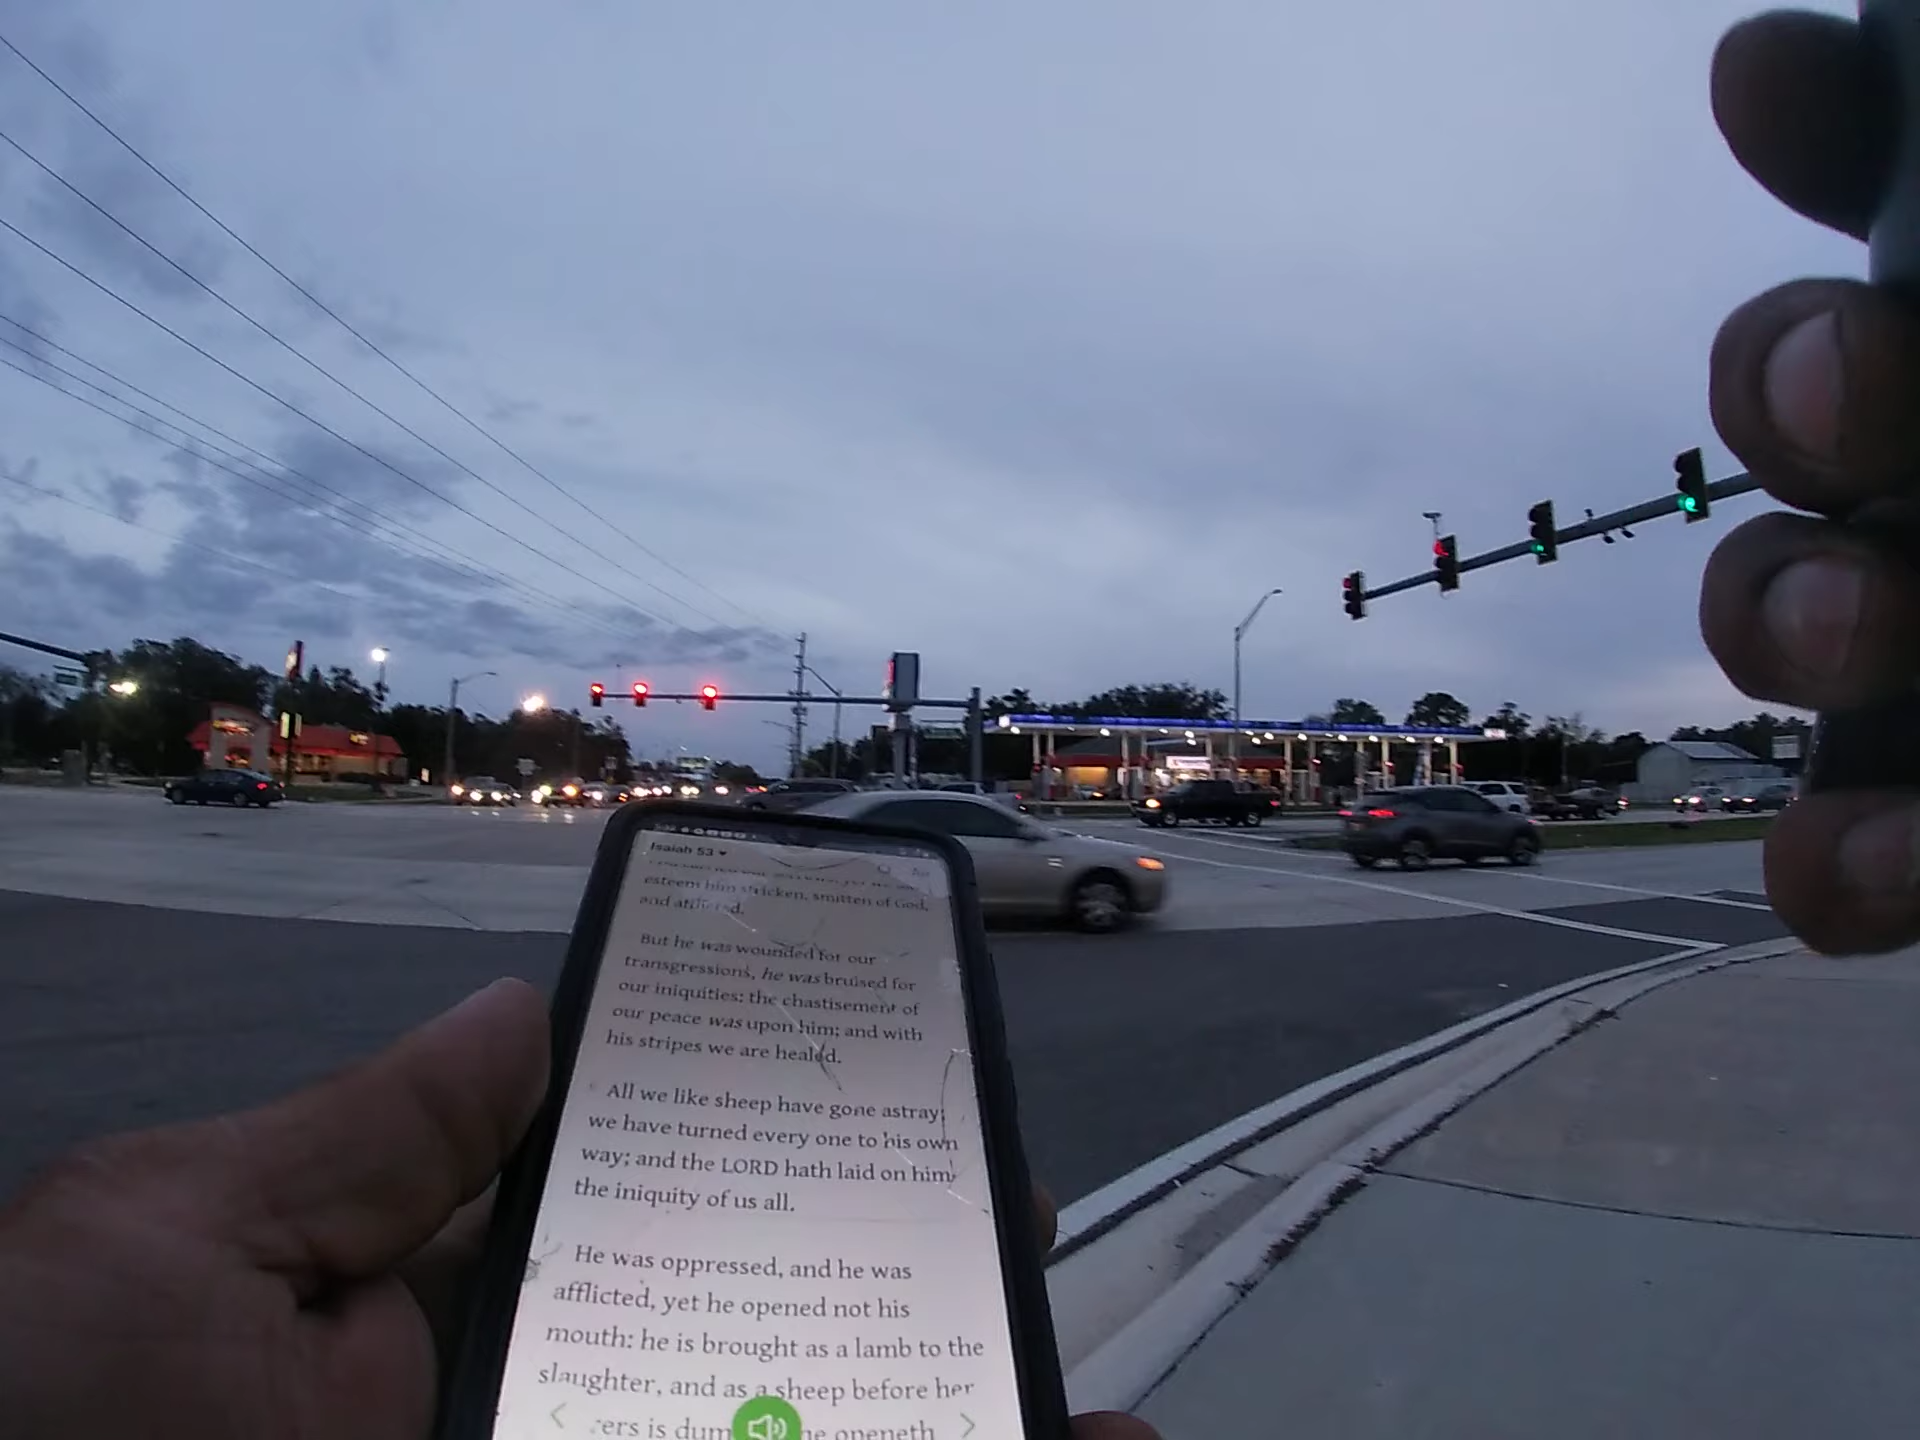 Isaiah 53
esteem him stricken, smitten of God,
and afflicted.
But he was wounded for our
transgressions, he was bruised for
our iniquities: the chastisement of
our peace was upon him; and with
his stripes we are healed.
All we like sheep have gone astray;
we have turned every one to his own
way; and the LORD hath laid on him
the iniquity of us all.
He was oppressed, and he was
afflicted, yet he opened not his
mouth: he is brought as a lamb to the
slaughter, and as a sheep before her
is openeth